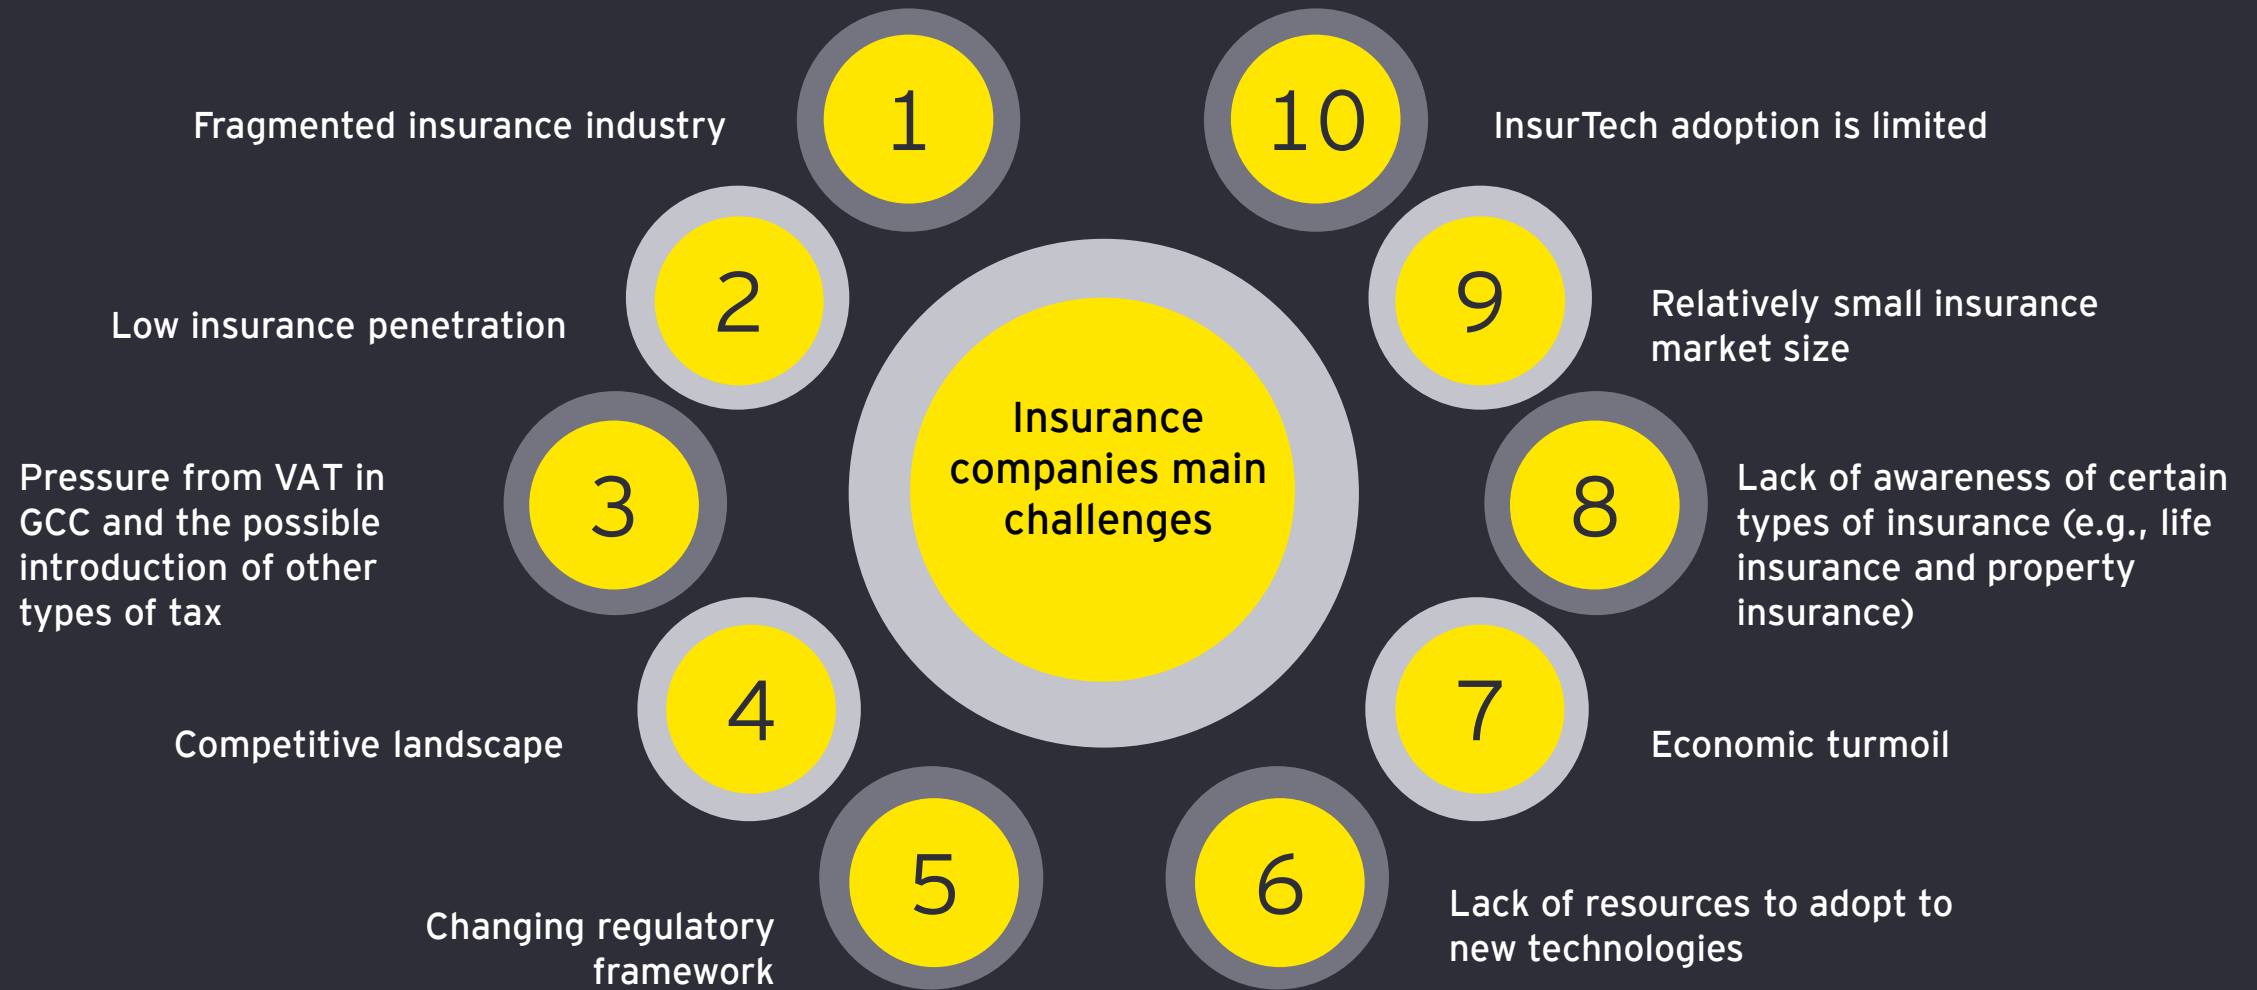 1
Fragmented insurance industry
2
Low insurance penetration
3
Pressure from VAT in
GCC and the possible
introduction of other
types of tax
4
Competitive landscape
5
Changing regulatory
framework
Insurance
companies main
challenges
6
Lack of resources to adopt to
new technologies
7
Economic turmoil
8
Lack of awareness of certain
types of insurance (e.g., life
insurance and property
insurance)
9
Relatively small insurance
market size
10
InsurTech adoption is limited